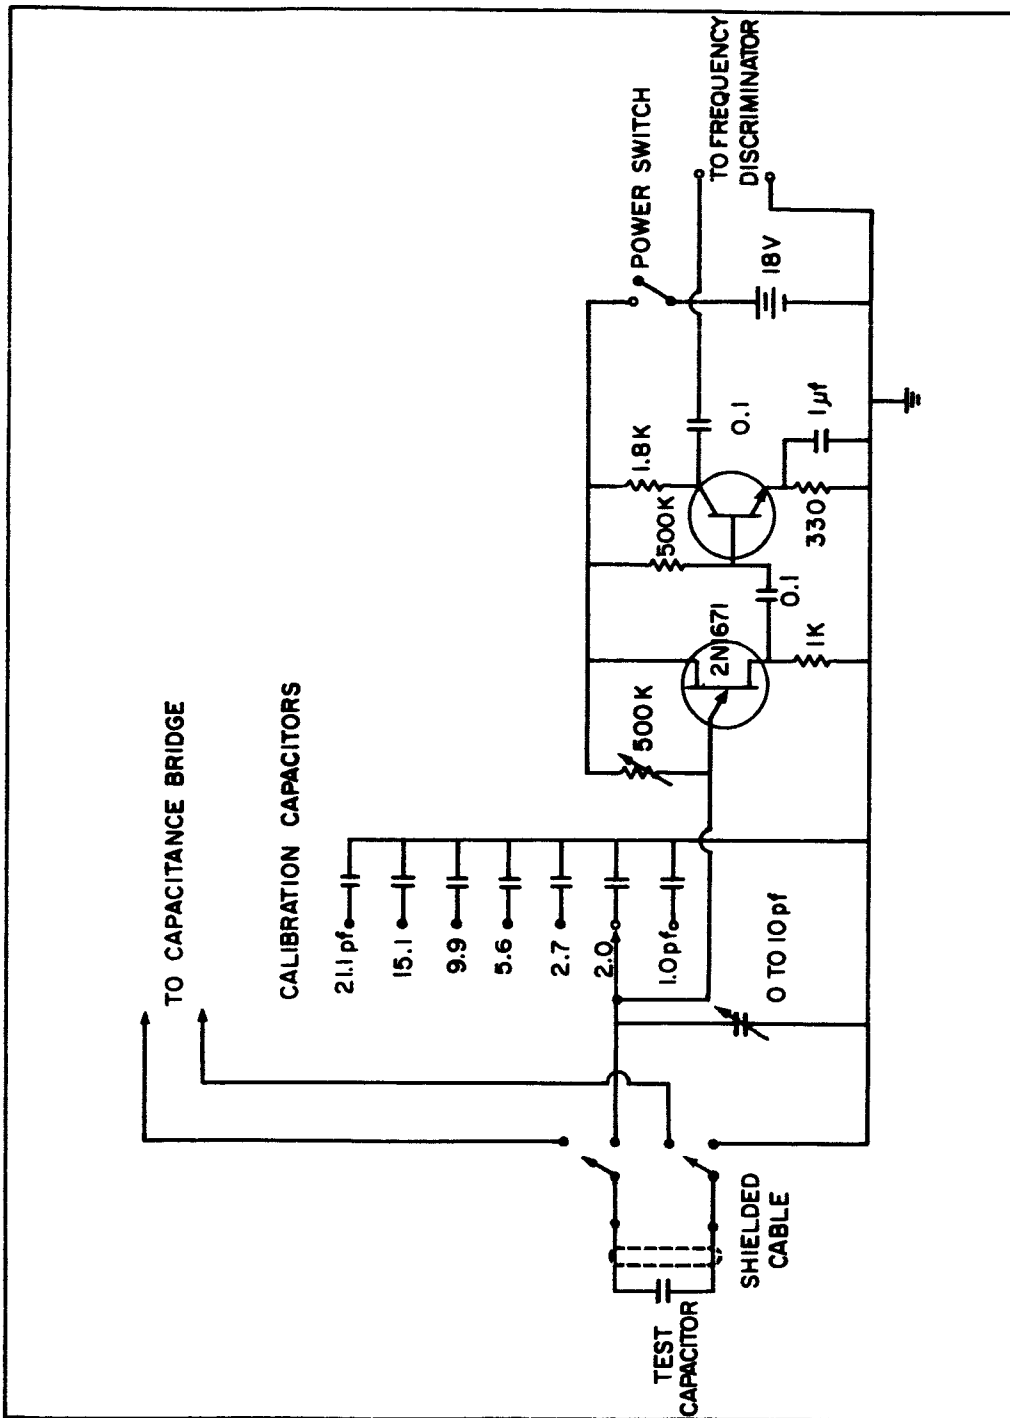 TO CAPACITANCE BRIDGE
CALIBRATION CAPACITORS
21.1 pf
15.1
9.9
5.6
2.7
2.0
1.0 pf
0 TO 10 pf
TEST
CAPACITOR
SHIELDED
CABLE
500K
2N1671
1K
0.1
500K
1.8K
330
0.1
1 µf
18V
POWER SWITCH
TO FREQUENCY
DISCRIMINATOR